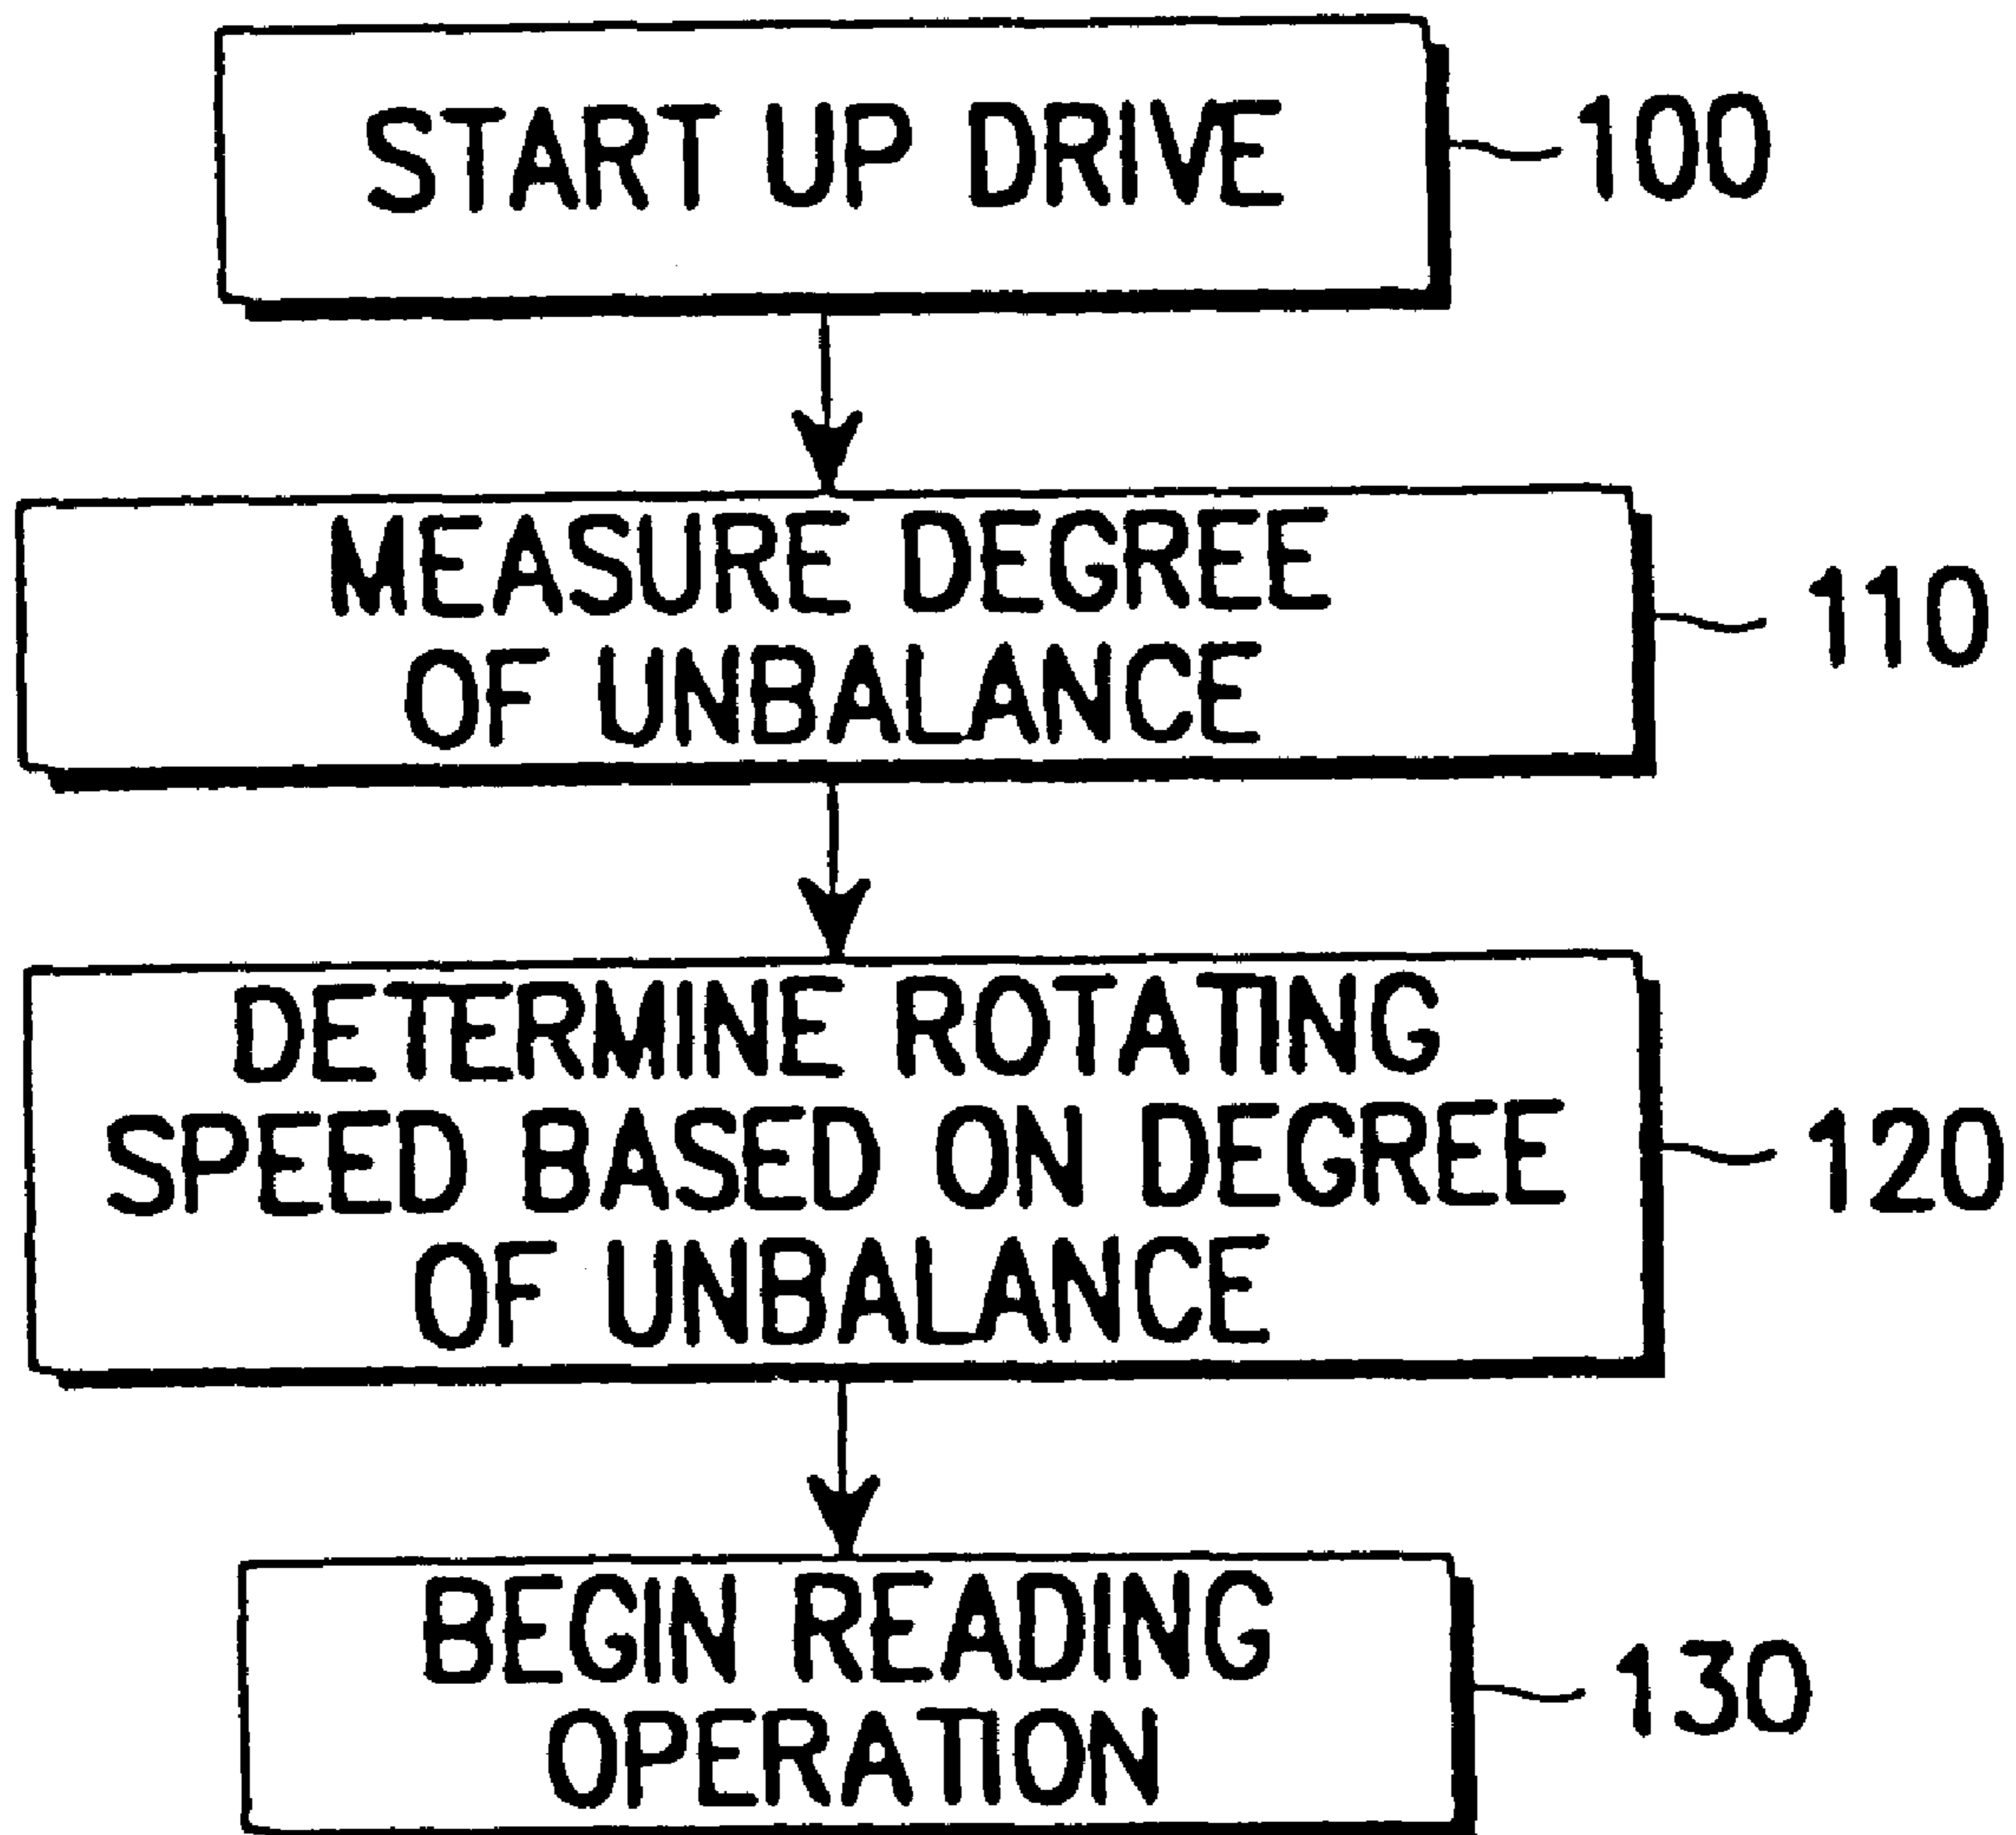 START UP DRIVE
100
MEASURE DEGREE
OF UNBALANCE
110
DETERMINE ROTATING
SPEED BASED ON DEGREE
OF UNBALANCE
120
BEGIN READING
OPERATION
130